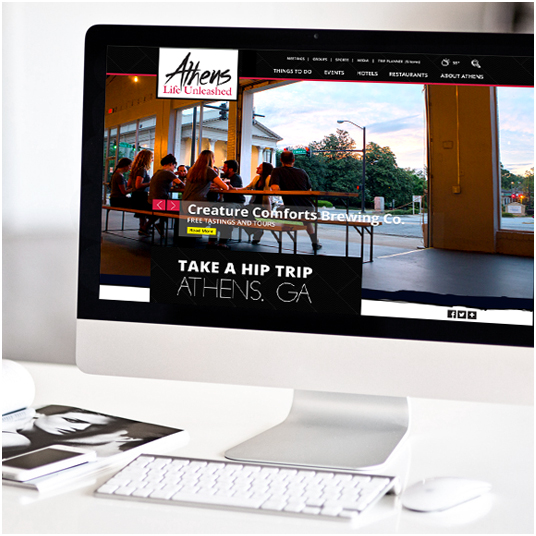 Athens
Life Unleashed
MEETINGS | GROUPS | SPORTS | MEDIA | TRIP PLANNER
THINGS TO DO EVENTS HOTELS RESTAURANTS ABOUT ATHENS
Creature Comforts Brewing Co.
FREE TASTINGS AND TOURS
Read More
TAKE A HIP TRIP
ATHENS, GA